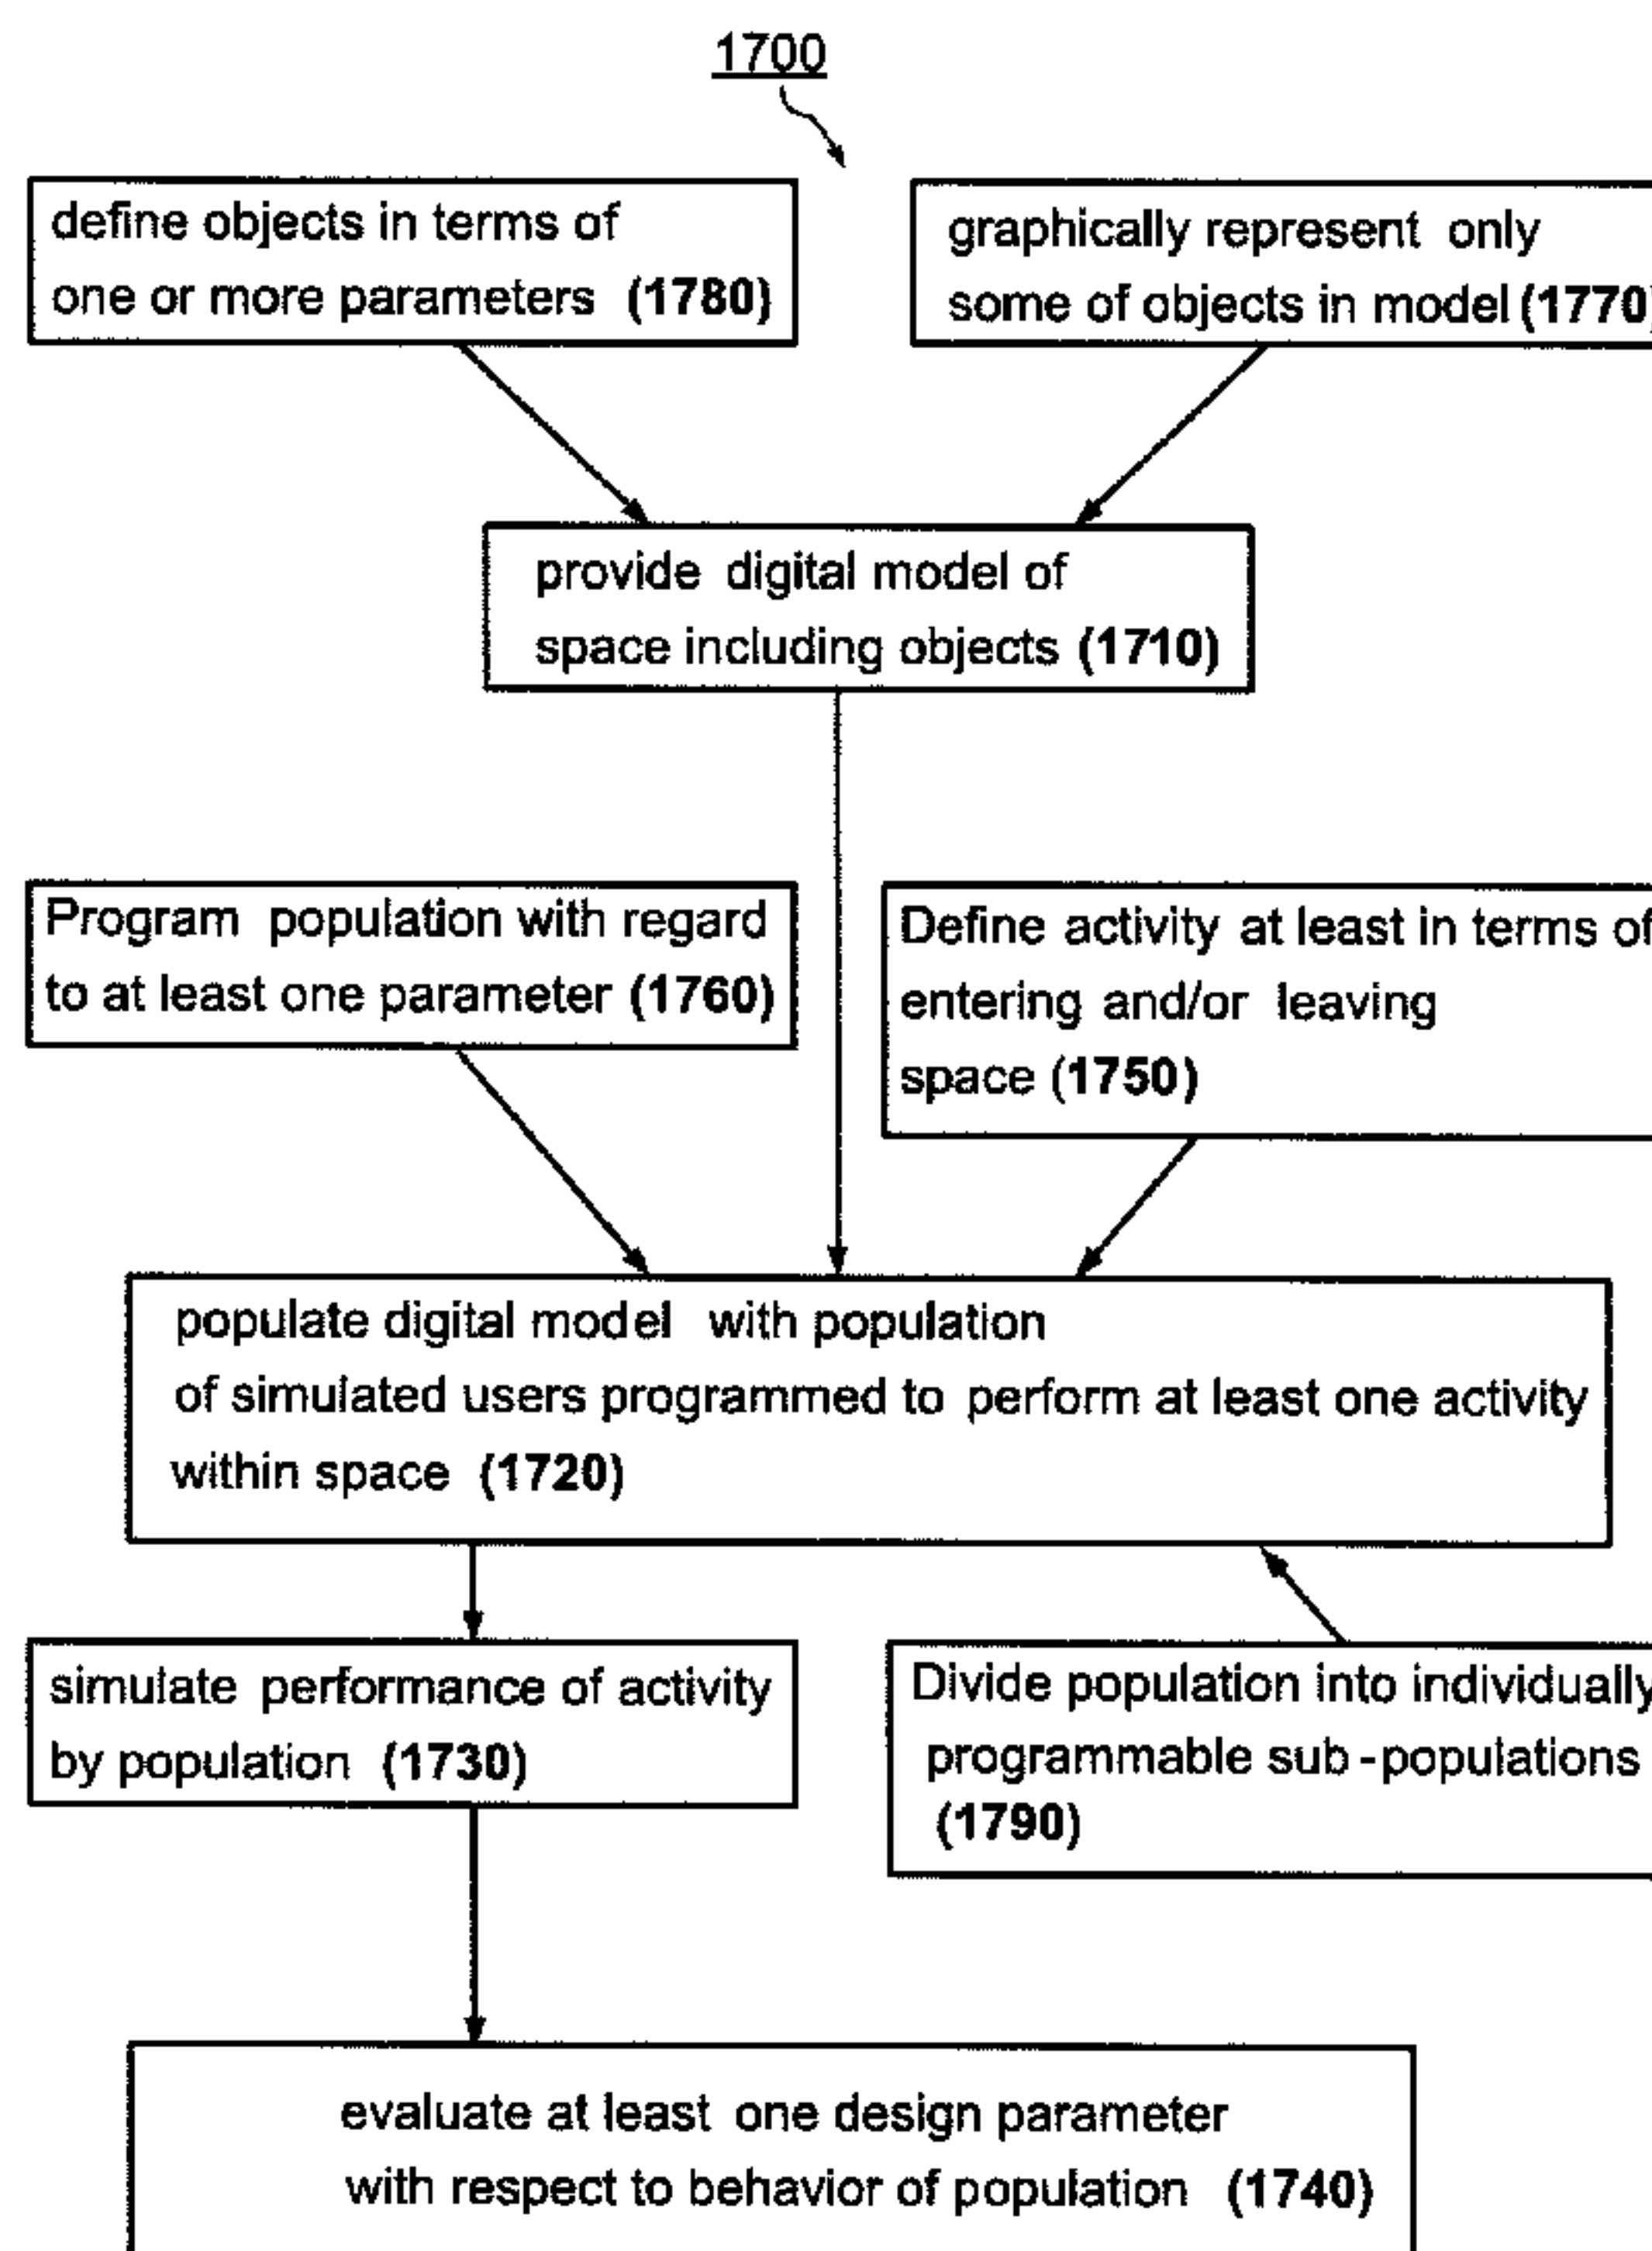 1700
define objects in terms of
one or more parameters (1780)
graphically represent only
some of objects in model (1770)
provide digital model of
space including objects (1710)
Program population with regard
to at least one parameter (1760)
Define activity at least in terms of
entering and/or leaving
space (1750)
populate digital model with population
of simulated users programmed to perform at least one activity
within space (1720)
simulate performance of activity
by population (1730)
Divide population into individually
programmable sub-populations
(1790)
evaluate at least one design parameter
with respect to behavior of population (1740)